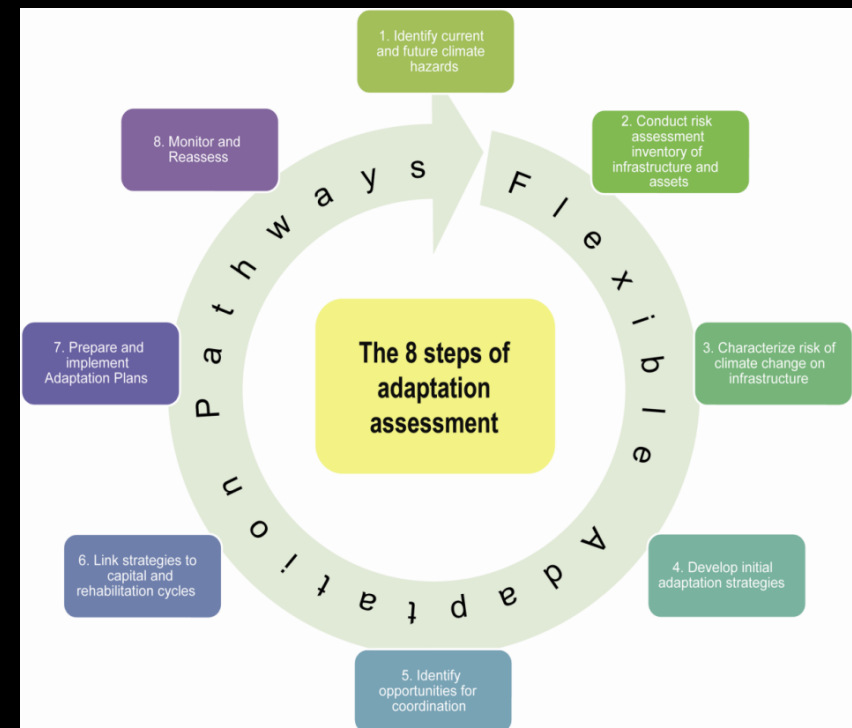 1. Identify current
and future climate
hazards
2. Conduct risk
assessment
inventory of
infrastructure and
assets
3. Characterize risk of
climate change on
infrastructure
4. Develop initial
adaptation strategies
5. Identify
opportunities for
coordination
6. Link strategies to
capital and
rehabilitation cycles
7. Prepare and
implement
Adaptation Plans
8. Monitor and
Reassess
Flexible Adaptation Pathways
The 8 steps of
adaptation
assessment